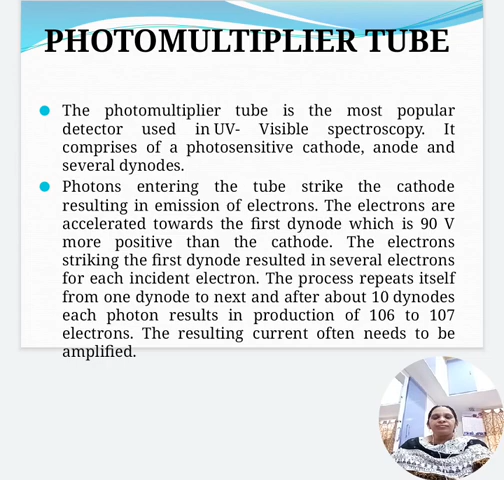 PHOTOMULTIPLIER TUBE
The photomultiplier tube is the most popular
detector used in UV- Visible spectroscopy. It
comprises of a photosensitive cathode, anode and
several dynodes.
Photons entering the tube strike the cathode
resulting in emission of electrons. The electrons are
accelerated towards the first dynode which is 90 V
more positive than the cathode. The electrons
striking the first dynode resulted in several electrons
for each incident electron. The process repeats itself
from one dynode to next and after about 10 dynodes
each photon results in production of 106 to 107
electrons. The resulting current often needs to be
amplified.